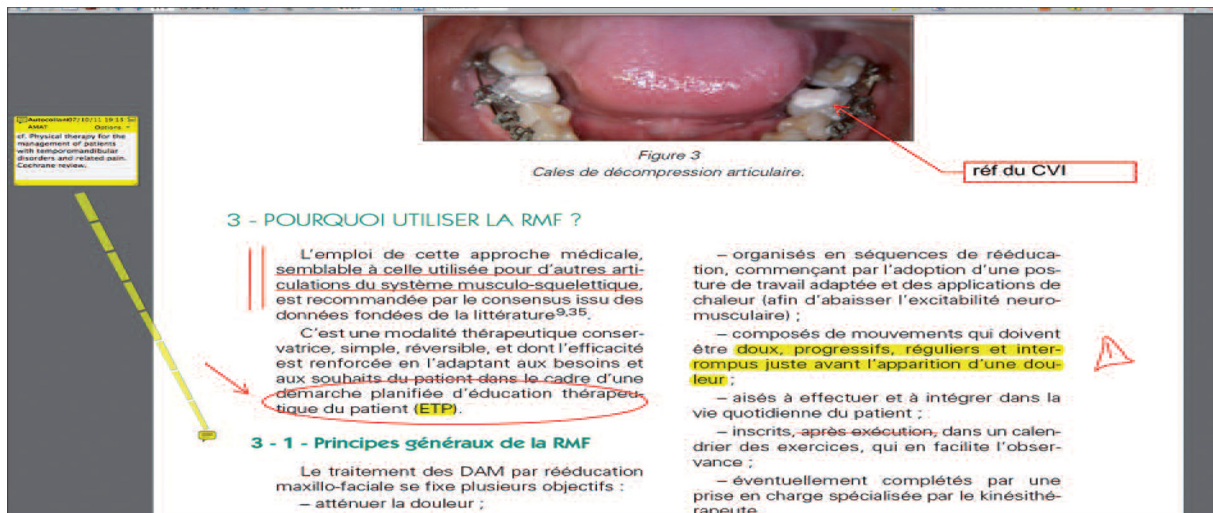 Autocollant 07/10/11 19:13
AMAT Options
cf. Physical therapy for the
management of patients
with temporomandibular
disorders and related pain.
Cochrane review.
Figure 3
Cales de décompression articulaire.
réf du CVI
3 - POURQUOI UTILISER LA RMF ?
L'emploi de cette approche médicale,
semblable à celle utilisée pour d'autres arti-
culations du système musculo-squelettique,
est recommandée par le consensus issu des
données fondées de la littérature9,35.
C'est une modalité thérapeutique conser-
vatrice, simple, réversible, et dont l'efficacité
est renforcée en l'adaptant aux besoins et
aux souhaits du patient dans le cadre d'une
démarche planifiée d'éducation thérapeu-
tique du patient (ETP).
3 - 1 - Principes généraux de la RMF
Le traitement des DAM par rééducation
maxillo-faciale se fixe plusieurs objectifs :
– atténuer la douleur ;
– organisés en séquences de rééduca-
tion, commençant par l'adoption d'une pos-
ture de travail adaptée et des applications de
chaleur (afin d'abaisser l'excitabilité neuro-
musculaire) ;
– composés de mouvements qui doivent
être doux, progressifs, réguliers et inter-
rompus juste avant l'apparition d'une dou-
leur ;
– aisés à effectuer et à intégrer dans la
vie quotidienne du patient ;
– inscrits, après exécution, dans un calen-
drier des exercices, qui en facilite l'obser-
vance ;
– éventuellement complétés par une
prise en charge spécialisée par le kinésithé-
rapeute